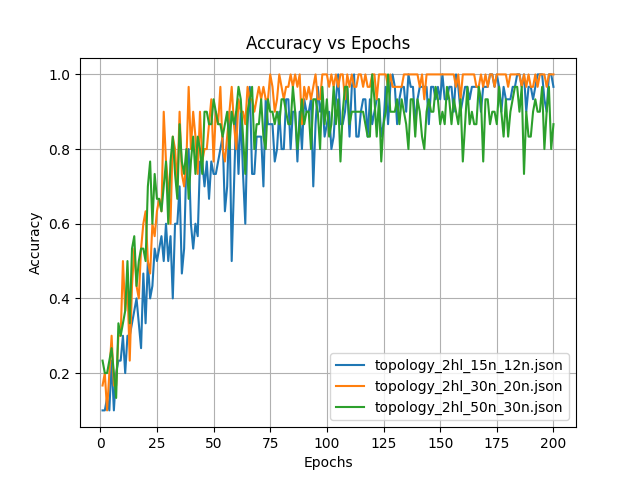 Accuracy vs Epochs
Accuracy
1.0
0.8
0.6
0.4
0.2
0
25
50
75
100
125
150
175
200
Epochs
topology_2hl_15n_12n.json
topology_2hl_30n_20n.json
topology_2hl_50n_30n.json